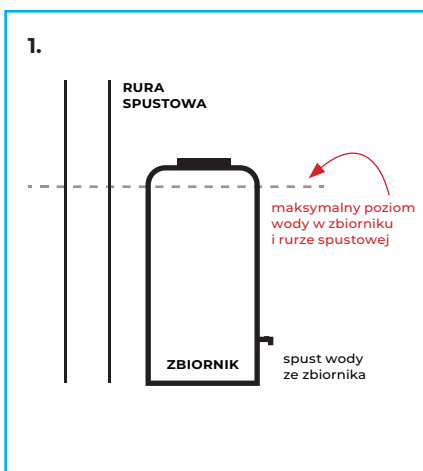 1.
RURA
SPUSTOWA
maksymalny poziom
wody w zbiorniku
i rurze spustowej
ZBIORNIK
spust wody
ze zbiornika